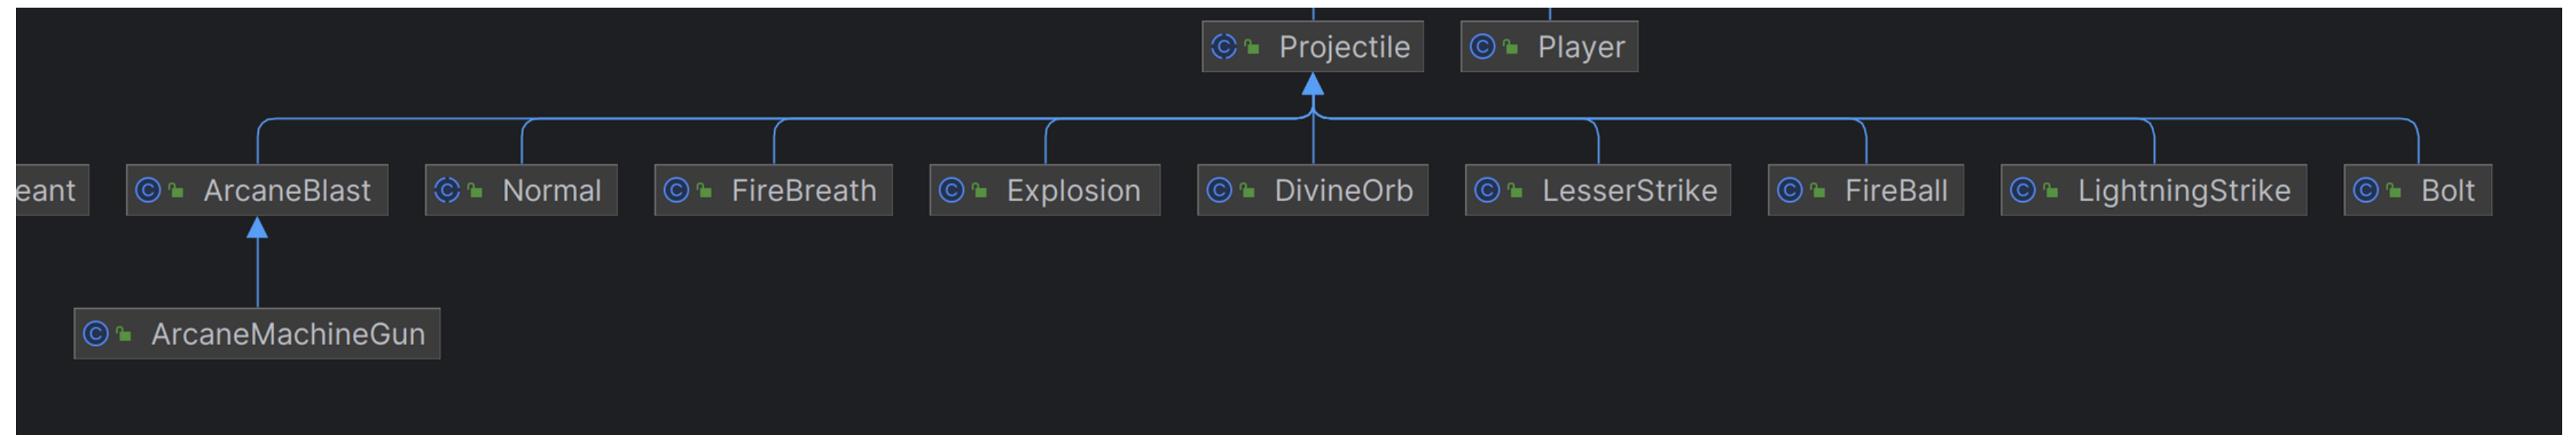 Projectile Player
eant ArcaneBlast Normal FireBreath Explosion DivineOrb LesserStrike FireBall LightningStrike Bolt
ArcaneMachineGun